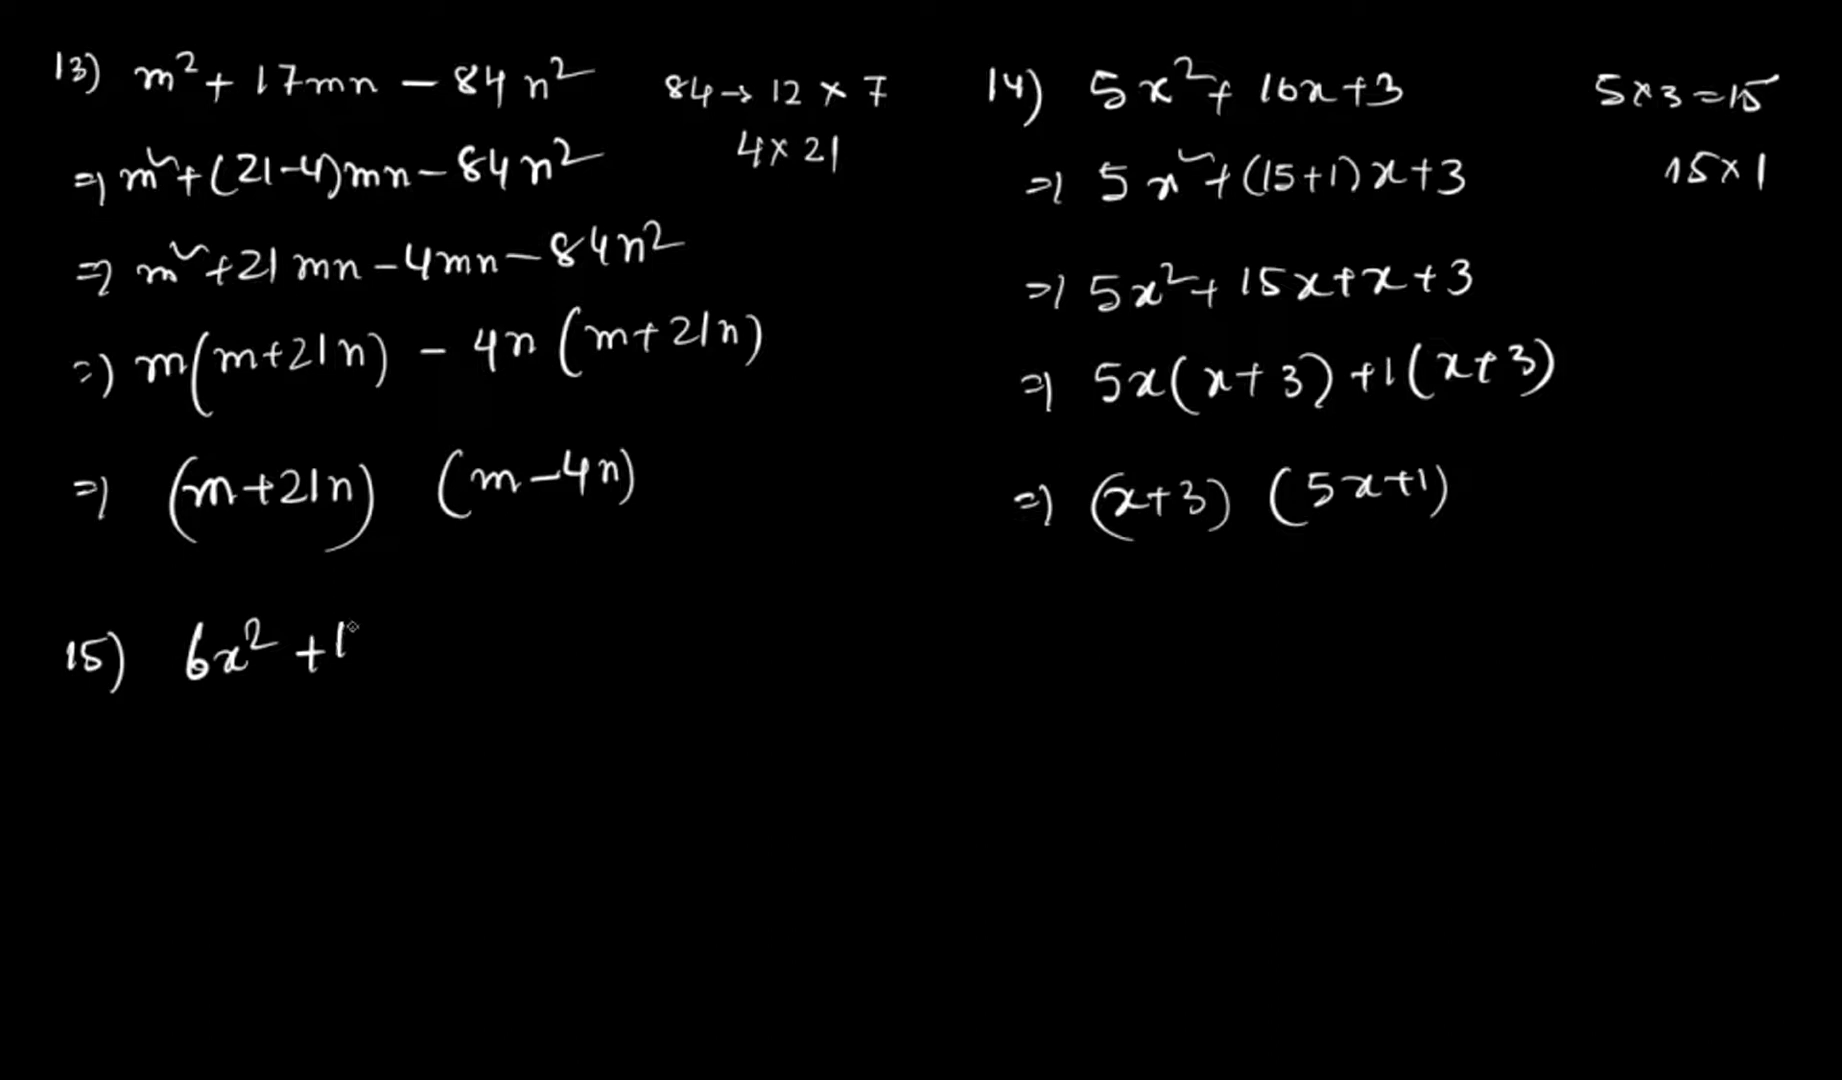 13) m² + 17mn - 84n²
84 → 12 × 7
4 × 21
⇒ m² + (21-4)mn - 84n²
⇒ m² + 21mn - 4mn - 84n²
⇒ m(m+21n) - 4n(m+21n)
⇒ (m+21n) (m-4n)
14) 5x² + 16x + 3
5×3=15
15×1
⇒ 5x² + (15+1)x + 3
⇒ 5x² + 15x + x + 3
⇒ 5x(x+3) + 1(x+3)
⇒ (x+3) (5x+1)
15) 6x² + 1